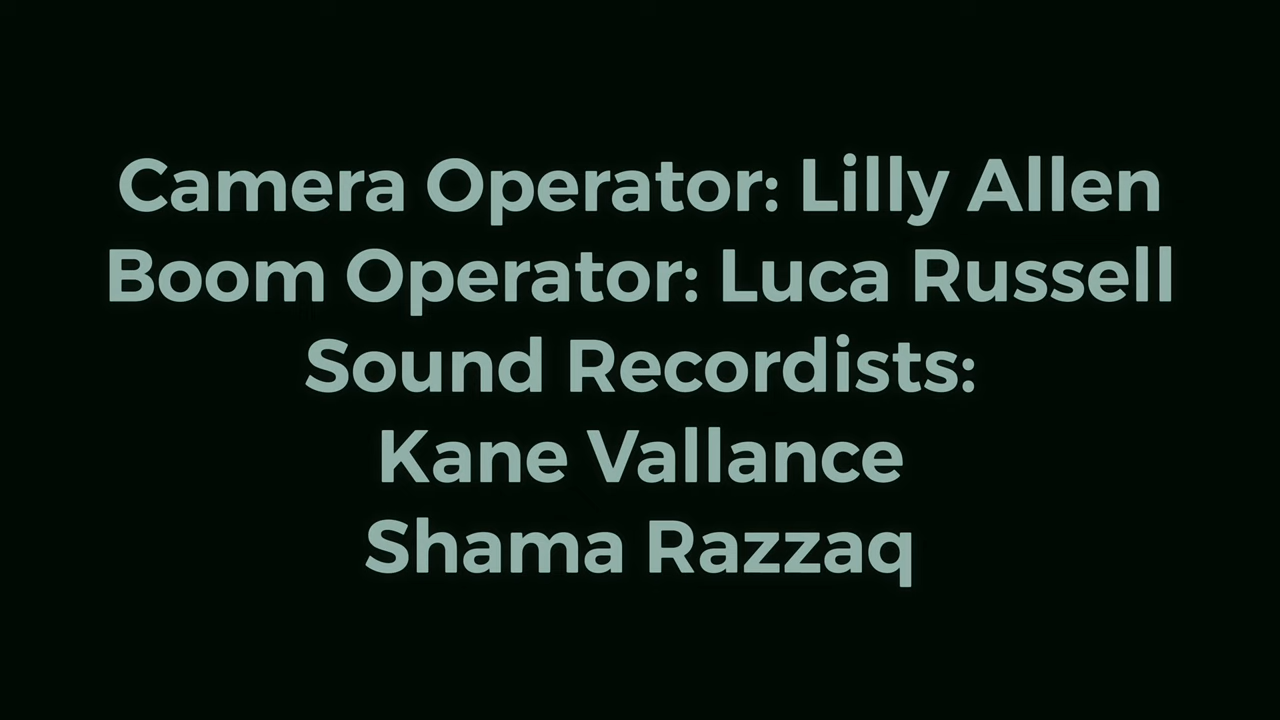 Camera Operator: Lilly Allen
Boom Operator: Luca Russell
Sound Recordists:
Kane Vallance
Shama Razzaq